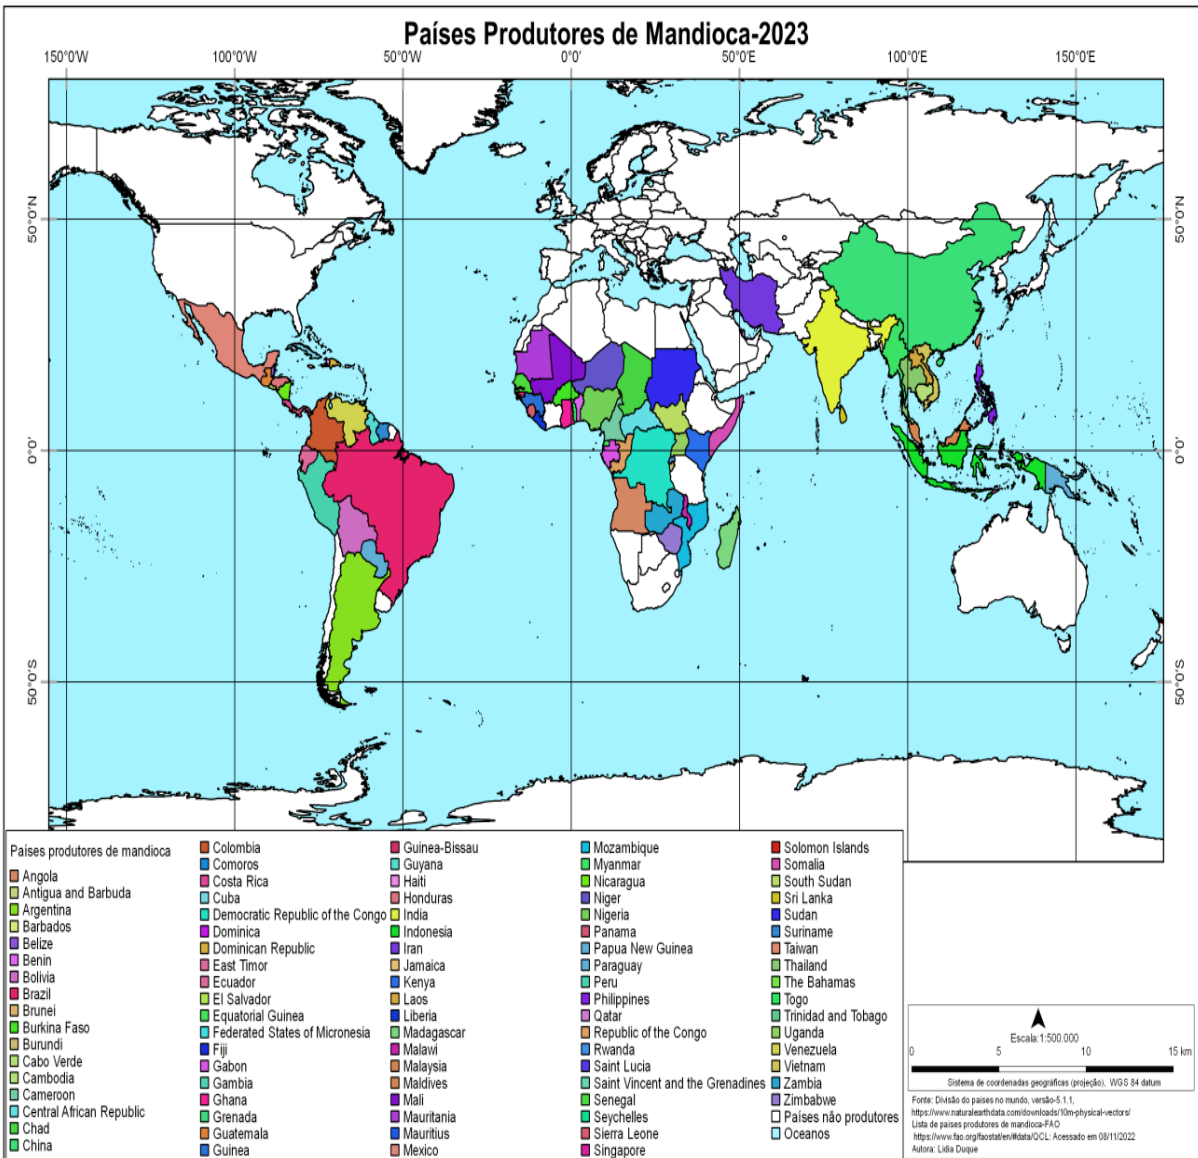 Países Produtores de Mandioca-2023
150°0'W 100°0'W 50°0'W 0°0' 50°0'E 100°0'E 150°0'E
50°0'N 50°0'N
0°0' 0°0'
50°0'S 50°0'S
Países produtores de mandioca
Angola
Antigua and Barbuda
Argentina
Barbados
Belize
Benin
Bolivia
Brazil
Brunei
Burkina Faso
Burundi
Cabo Verde
Cambodia
Cameroon
Central African Republic
Chad
China
Colombia
Comoros
Costa Rica
Cuba
Democratic Republic of the Congo
Dominica
Dominican Republic
East Timor
Ecuador
El Salvador
Equatorial Guinea
Federated States of Micronesia
Fiji
Gabon
Gambia
Ghana
Grenada
Guatemala
Guinea
Guinea-Bissau
Guyana
Haiti
Honduras
India
Indonesia
Iran
Jamaica
Kenya
Laos
Liberia
Madagascar
Malawi
Malaysia
Maldives
Mali
Mauritania
Mauritius
Mexico
Mozambique
Myanmar
Nicaragua
Niger
Nigeria
Panama
Papua New Guinea
Paraguay
Peru
Philippines
Qatar
Republic of the Congo
Rwanda
Saint Lucia
Saint Vincent and the Grenadines
Senegal
Seychelles
Sierra Leone
Singapore
Solomon Islands
Somalia
South Sudan
Sri Lanka
Sudan
Suriname
Taiwan
Thailand
The Bahamas
Togo
Trinidad and Tobago
Uganda
Venezuela
Vietnam
Zambia
Zimbabwe
Países não produtores
Oceanos
Escala:1:500.000
0 5 10 15 km
Sistema de coordenadas geográficas (projeção), WGS 84 datum
Fonte: Divisão do países no mundo, versão-5.1.1,
https://www.naturalearthdata.com/downloads/10m-physical-vectors/
Lista de países produtores de mandioca-FAO
https://www.fao.org/faostat/en/#data/QCL: Acessado em 08/11/2022
Autora: Lídia Duque